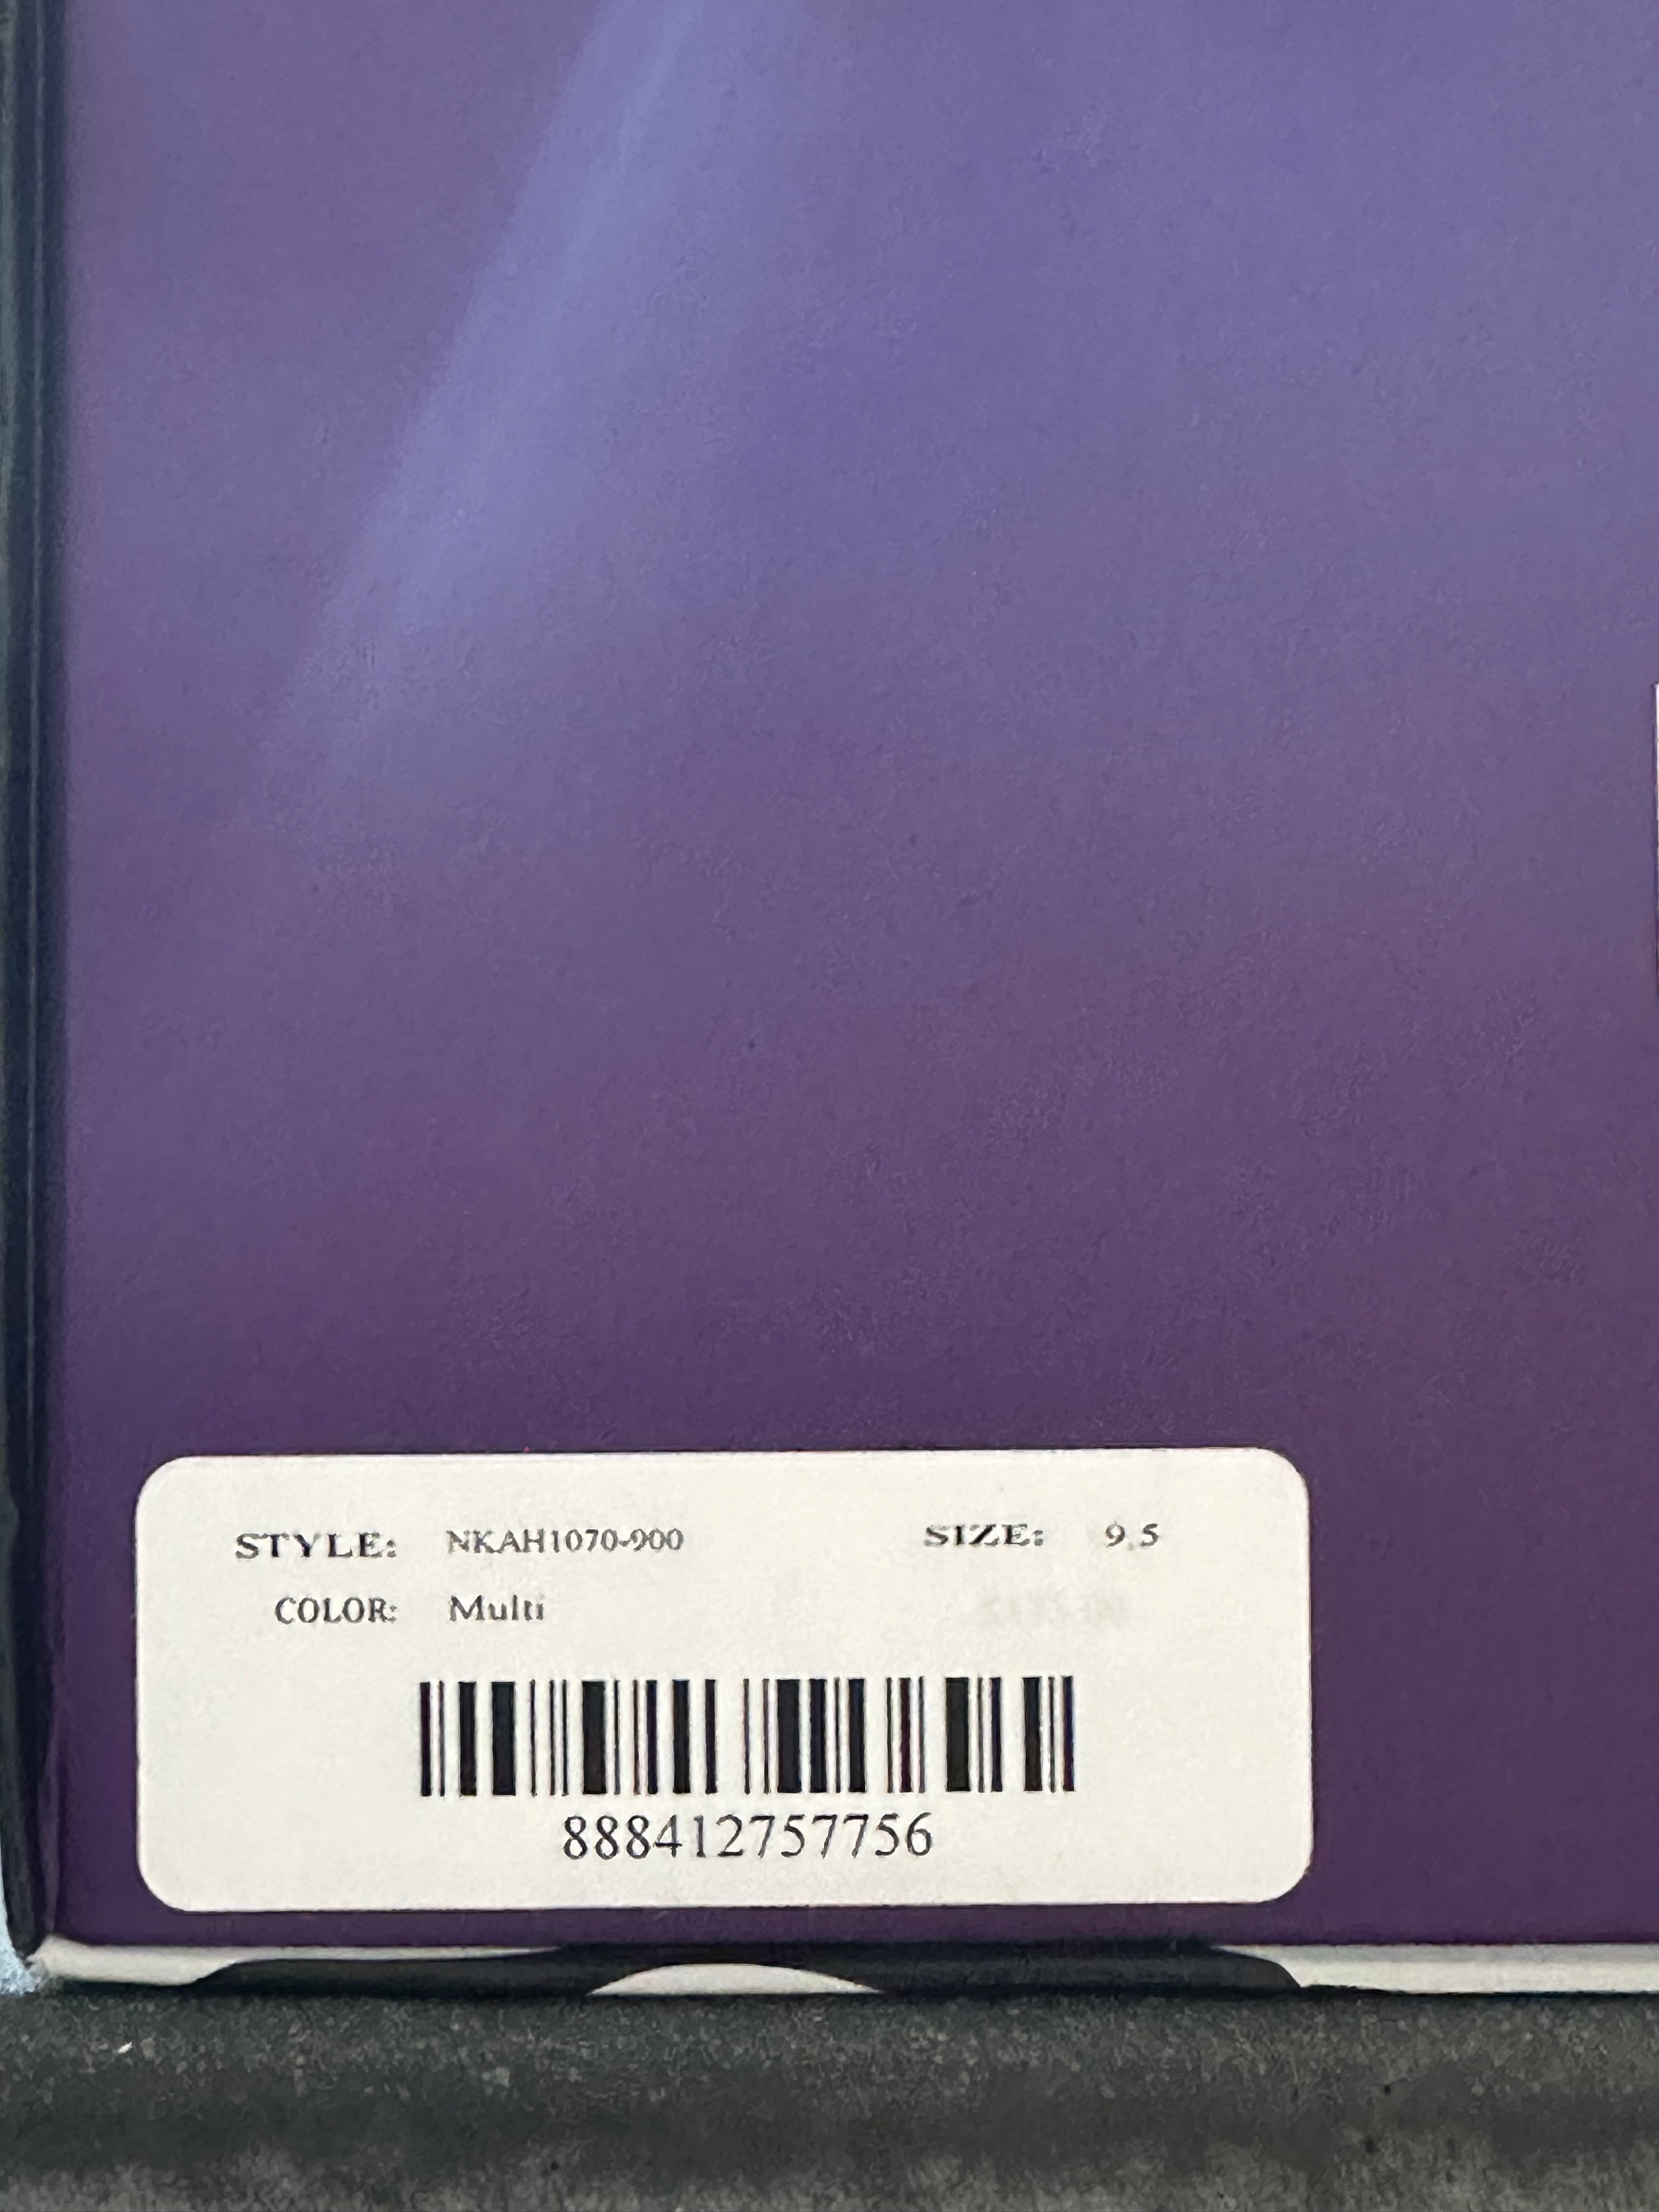 STYLE: NKAH1070-900 SIZE: 9.5
COLOR: Multi
888412757756